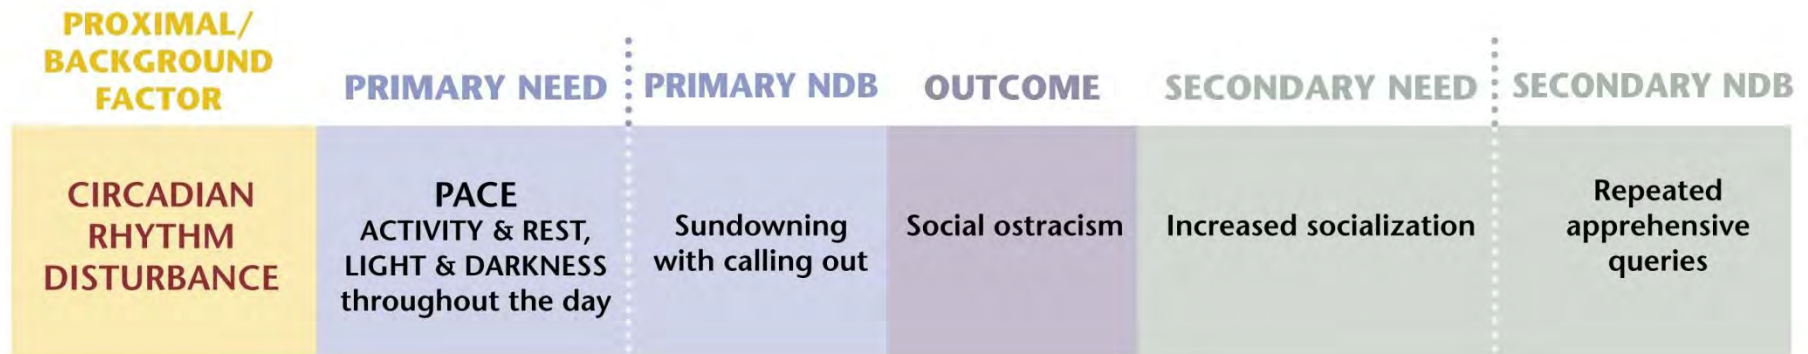 PROXIMAL/
BACKGROUND
FACTOR
PRIMARY NEED
PRIMARY NDB
OUTCOME
SECONDARY NEED
SECONDARY NDB
CIRCADIAN
RHYTHM
DISTURBANCE
PACE
ACTIVITY & REST,
LIGHT & DARKNESS
throughout the day
Sundowning
with calling out
Social ostracism
Increased socialization
Repeated
apprehensive
queries